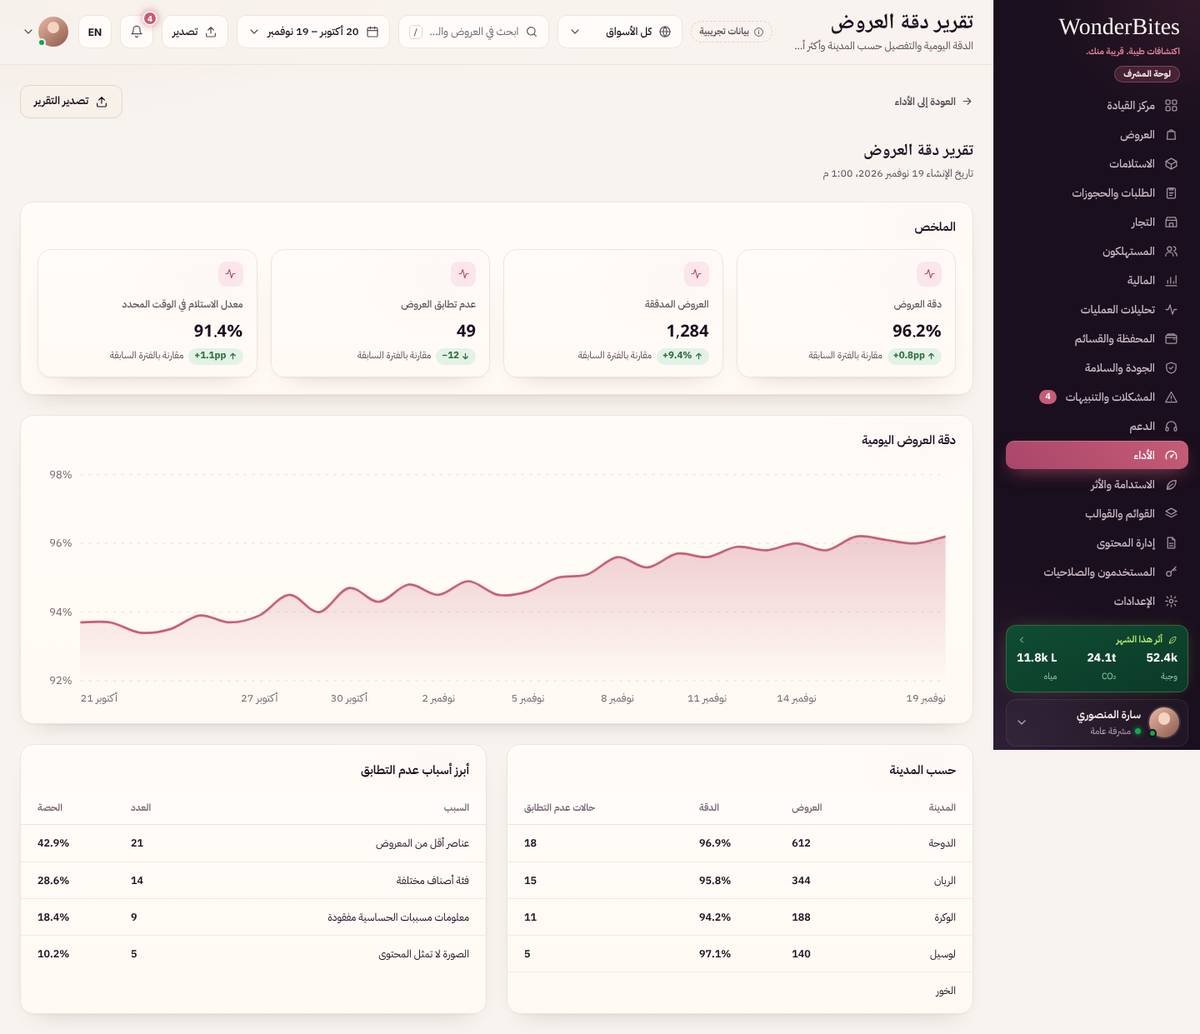 WonderBites
اكتشافات طيبة. قريبة منك.
لوحة المشرف
مركز القيادة
العروض
الاستلامات
الطلبات والحجوزات
التجار
المستهلكون
المالية
تحليلات العمليات
المحفظة والقسائم
الجودة والسلامة
المشكلات والتنبيهات 4
الدعم
الأداء
الاستدامة والأثر
القوائم والقوالب
إدارة المحتوى
المستخدمون والصلاحيات
الإعدادات
أثر هذا الشهر
52.4k 24.1t 11.8k L
وجبة CO₂ مياه
سارة المنصوري
مشرفة عامة
تقرير دقة العروض
الدقة اليومية والتفصيل حسب المدينة وأكثر أ...
بيانات تجريبية
كل الأسواق
ابحث في العروض والـ... /
20 أكتوبر – 19 نوفمبر
تصدير
4
EN
العودة إلى الأداء
تصدير التقرير
تقرير دقة العروض
تاريخ الإنشاء 19 نوفمبر 2026، 1:00 م
الملخص
دقة العروض
96.2%
+0.8pp مقارنة بالفترة السابقة
العروض المدققة
1,284
+9.4% مقارنة بالفترة السابقة
عدم تطابق العروض
49
−12 مقارنة بالفترة السابقة
معدل الاستلام في الوقت المحدد
91.4%
+1.1pp مقارنة بالفترة السابقة
دقة العروض اليومية
98%
96%
94%
92%
21 أكتوبر 27 أكتوبر 30 أكتوبر 2 نوفمبر 5 نوفمبر 8 نوفمبر 11 نوفمبر 14 نوفمبر 19 نوفمبر
حسب المدينة
المدينة العروض الدقة حالات عدم التطابق
الدوحة 612 96.9% 18
الريان 344 95.8% 15
الوكرة 188 94.2% 11
لوسيل 140 97.1% 5
الخور
أبرز أسباب عدم التطابق
السبب العدد الحصة
عناصر أقل من المعروض 21 42.9%
فئة أصناف مختلفة 14 28.6%
معلومات مسببات الحساسية مفقودة 9 18.4%
الصورة لا تمثل المحتوى 5 10.2%